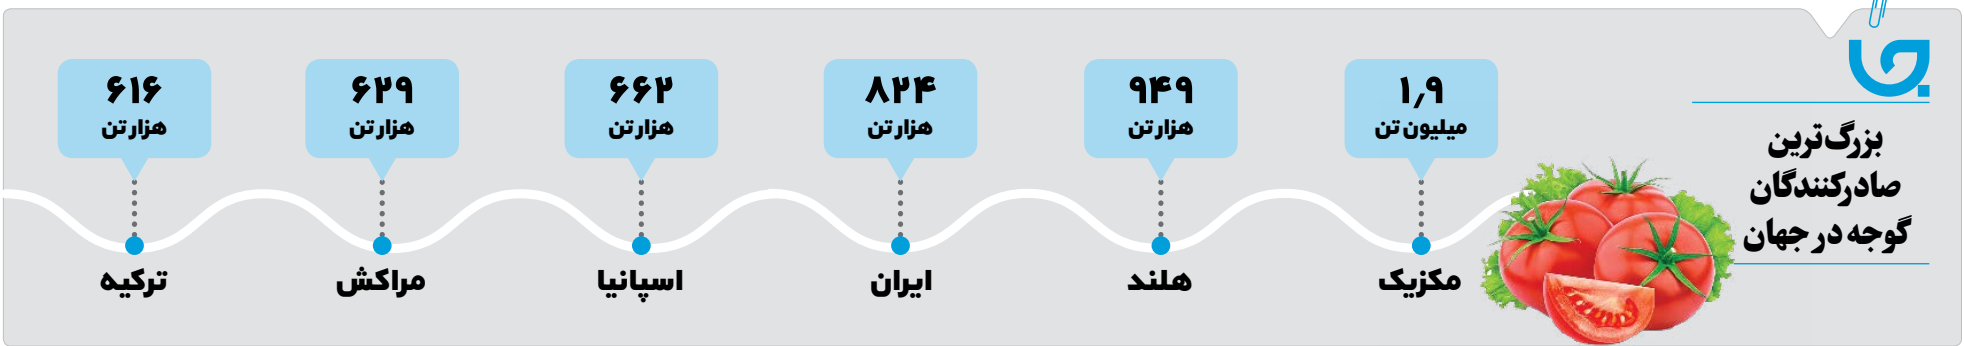 بزرگ‌ترین
صادرکنندگان
گوجه در جهان
۱٫۹
میلیون تن
مکزیک
۹۴۹
هزار تن
هلند
۸۲۴
هزار تن
ایران
۶۶۲
هزار تن
اسپانیا
۶۲۹
هزار تن
مراکش
۶۱۶
هزار تن
ترکیه